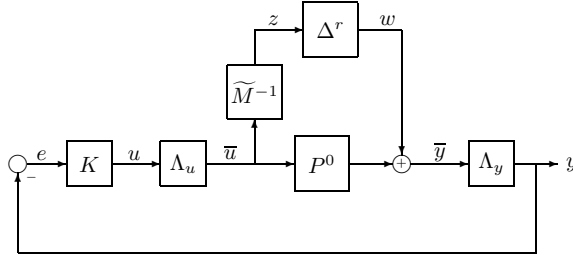 z Δ^r w
M̃^{-1}
e K u Λ_u u̅ P^0 + y̅ Λ_y y
−